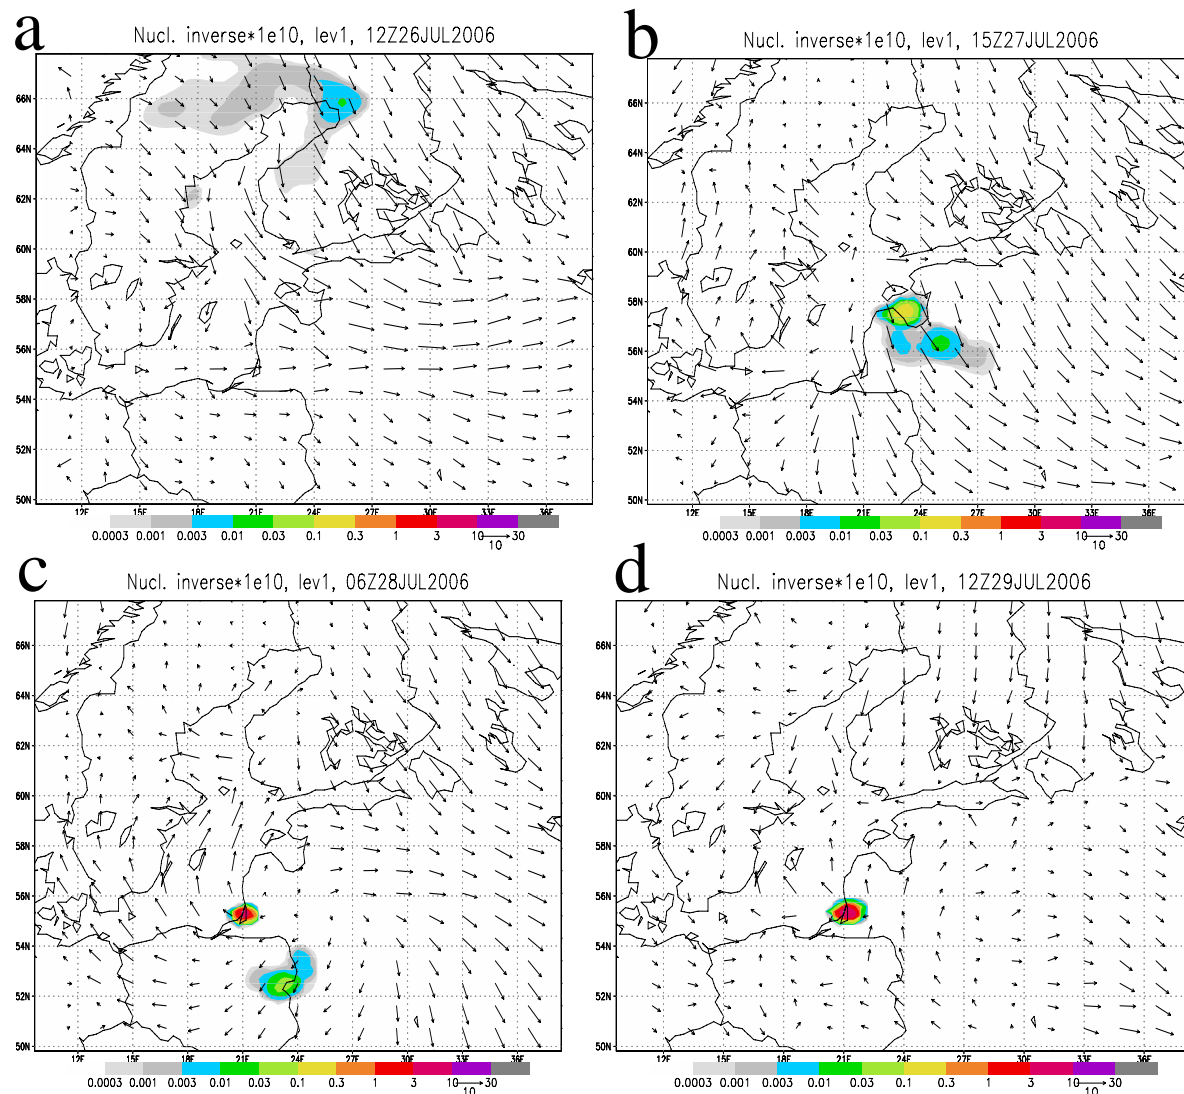 a
Nucl. inverse*1e10, lev1, 12Z26JUL2006
66N
64N
62N
60N
58N
56N
54N
52N
50N
12E 15E 18E 21E 24E 27E 30E 33E 36E
0.0003 0.001 0.003 0.01 0.03 0.1 0.3 1 3 10 30
10
b
Nucl. inverse*1e10, lev1, 15Z27JUL2006
66N
64N
62N
60N
58N
56N
54N
52N
50N
12E 15E 18E 21E 24E 27E 30E 33E 36E
0.0003 0.001 0.003 0.01 0.03 0.1 0.3 1 3 10 30
10
c
Nucl. inverse*1e10, lev1, 06Z28JUL2006
66N
64N
62N
60N
58N
56N
54N
52N
50N
12E 15E 18E 21E 24E 27E 30E 33E 36E
0.0003 0.001 0.003 0.01 0.03 0.1 0.3 1 3 10 30
10
d
Nucl. inverse*1e10, lev1, 12Z29JUL2006
66N
64N
62N
60N
58N
56N
54N
52N
50N
12E 15E 18E 21E 24E 27E 30E 33E 36E
0.0003 0.001 0.003 0.01 0.03 0.1 0.3 1 3 10 30
10